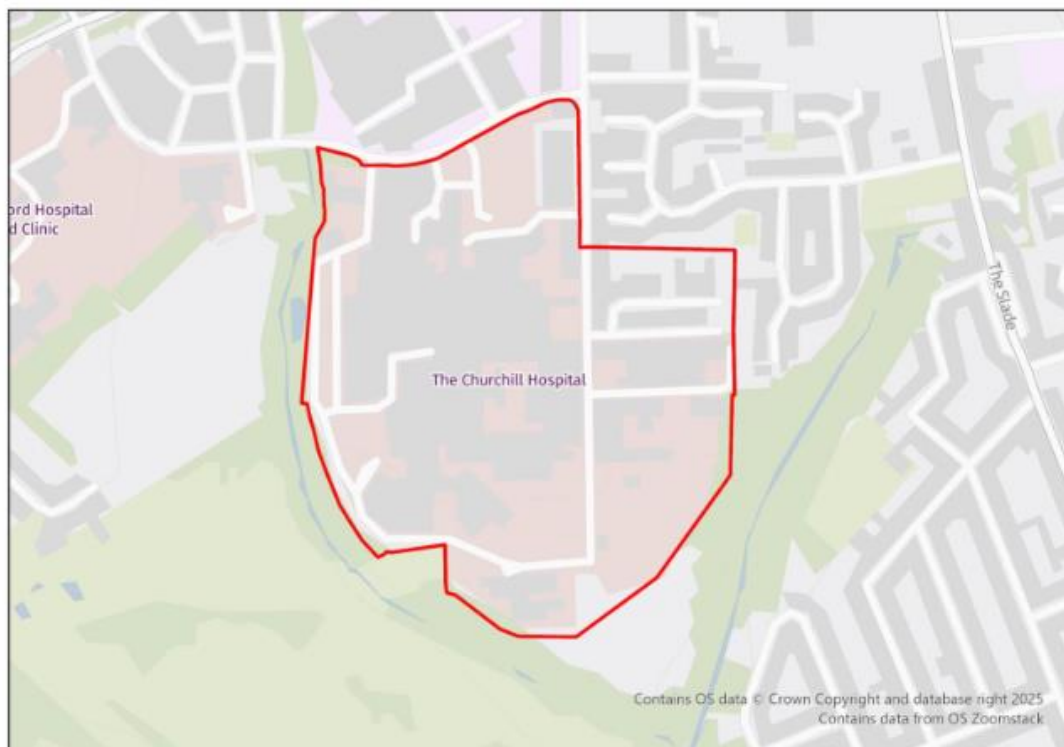 ord Hospital
d Clinic
The Slade
The Churchill Hospital
Contains OS data © Crown Copyright and database right 2025
Contains data from OS Zoomstack